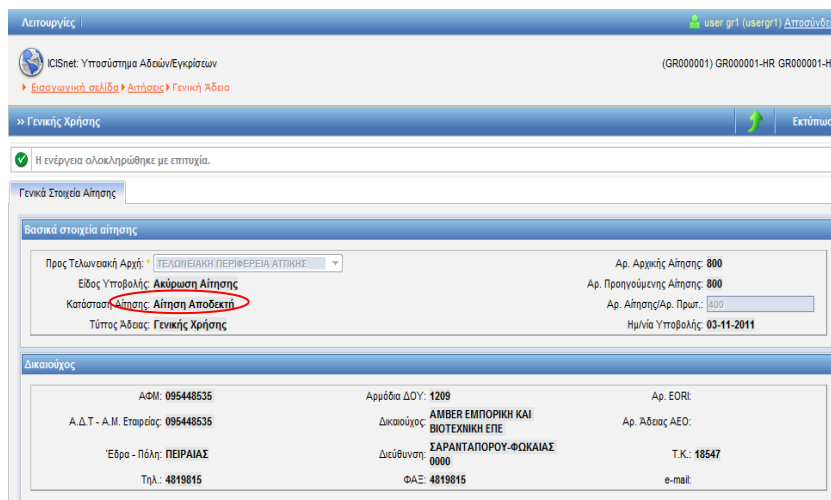 Λειτουργίες
user gr1 (usergr1) Αποσύνδε
ICISnet: Υποσύστημα Αδειών/Εγκρίσεων
(GR000001) GR000001-HR GR000001-H
Εισαγωγική σελίδα Αιτήσεις Γενική Άδεια
» Γενικής Χρήσης
Εκτύπωσ
Η ενέργεια ολοκληρώθηκε με επιτυχία.
Γενικά Στοιχεία Αίτησης
Βασικά στοιχεία αίτησης
Προς Τελωνειακή Αρχή: * ΤΕΛΩΝΕΙΑΚΗ ΠΕΡΙΦΕΡΕΙΑ ΑΤΤΙΚΗΣ
Αρ. Αρχικής Αίτησης: 800
Είδος Υποβολής: Ακύρωση Αίτησης
Αρ. Προηγούμενης Αίτησης: 800
Κατάσταση Αίτησης: Αίτηση Αποδεκτή
Αρ. Αίτησης/Αρ. Πρωτ.: 400
Τύπος Άδειας: Γενικής Χρήσης
Ημ/νία Υποβολής: 03-11-2011
Δικαιούχος
ΑΦΜ: 095448535
Αρμόδια ΔΟΥ: 1209
Αρ. EORI:
Α.Δ.Τ - Α.Μ. Εταιρείας: 095448535
Δικαιούχος: AMBER ΕΜΠΟΡΙΚΗ ΚΑΙ
ΒΙΟΤΕΧΝΙΚΗ ΕΠΕ
Αρ. Άδειας ΑΕΟ:
Έδρα - Πόλη: ΠΕΙΡΑΙΑΣ
Διεύθυνση: ΣΑΡΑΝΤΑΠΟΡΟΥ-ΦΩΚΑΙΑΣ
0000
Τ.Κ.: 18547
Τηλ.: 4819815
ΦΑΞ: 4819815
e-mail: